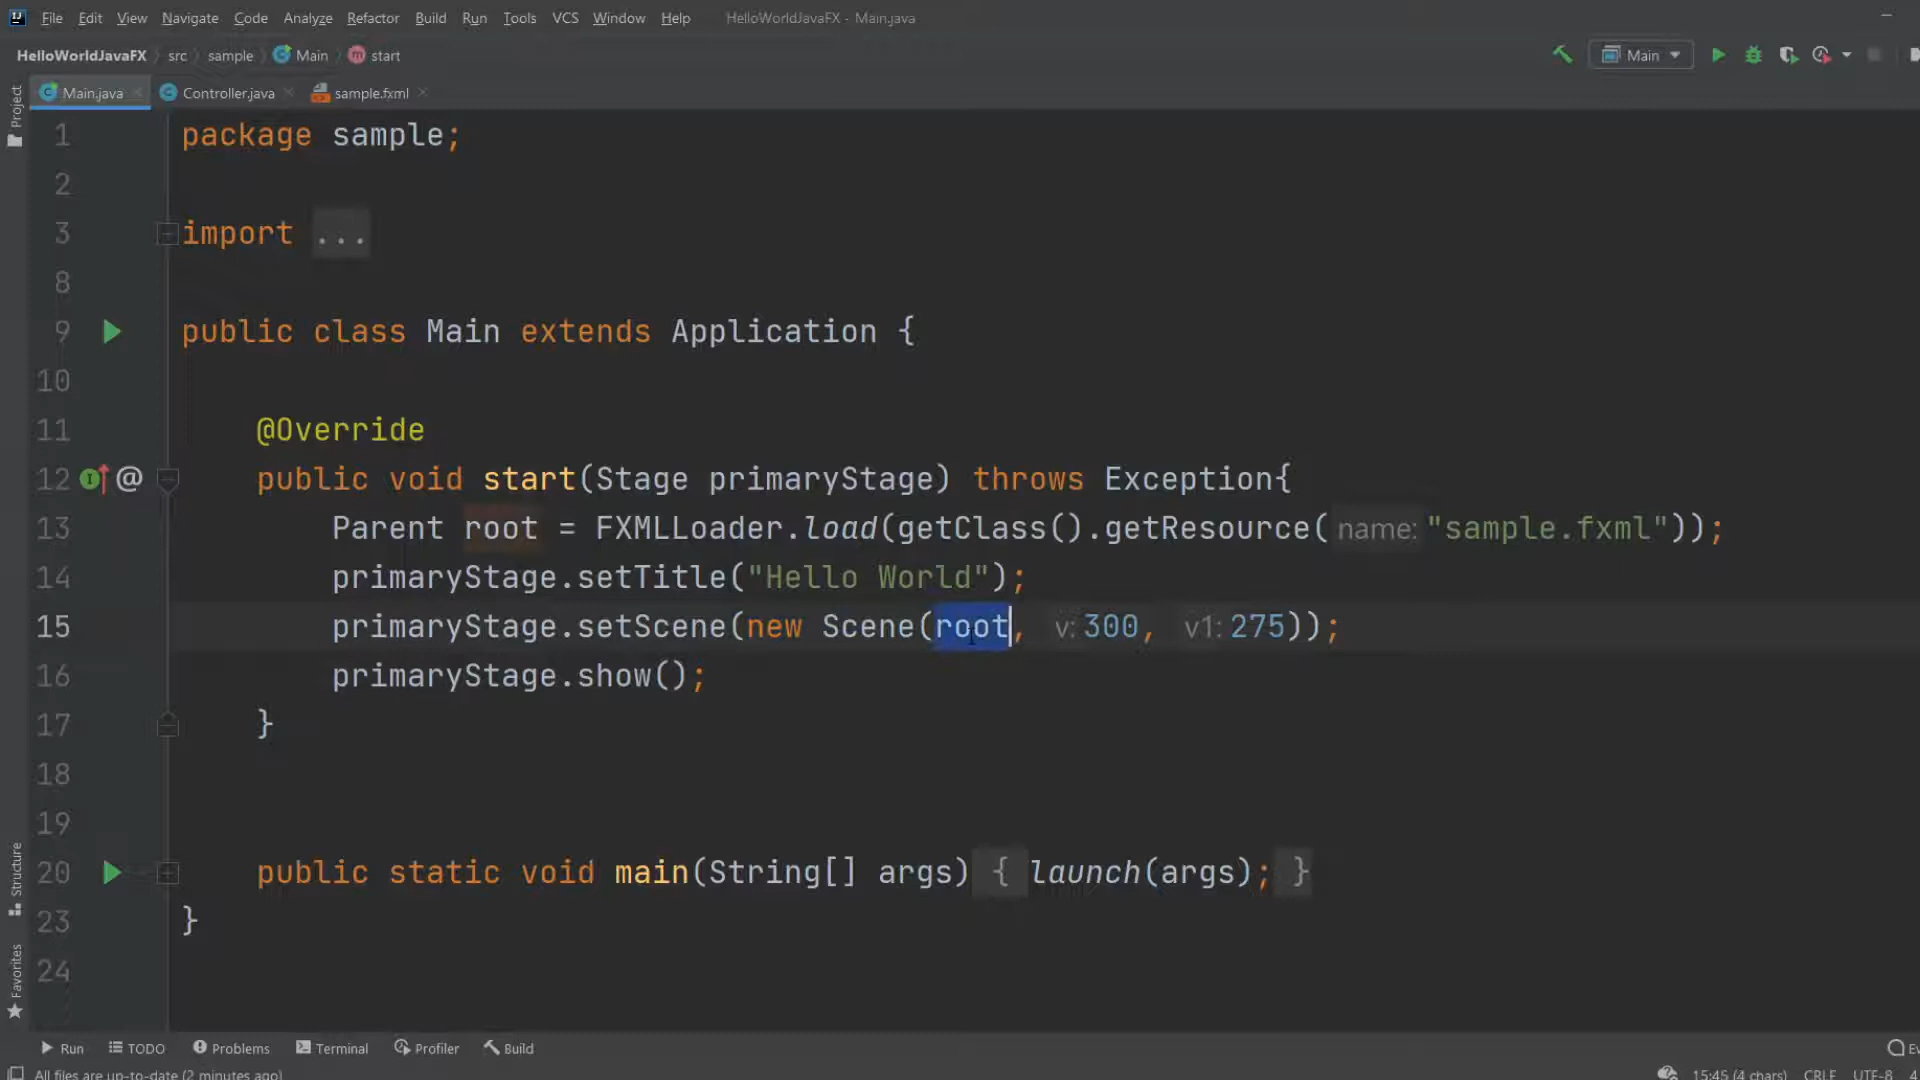 File Edit View Navigate Code Analyze Refactor Build Run Tools VCS Window Help HelloWorldJavaFX - Main.java
HelloWorldJavaFX src sample Main start Main
Main.java Controller.java sample.fxml
Project
1 package sample;
2
3 import ...
8
9 public class Main extends Application {
10
11 @Override
12 public void start(Stage primaryStage) throws Exception{
13 Parent root = FXMLLoader.load(getClass().getResource( name: "sample.fxml"));
14 primaryStage.setTitle("Hello World");
15 primaryStage.setScene(new Scene(root, v: 300, v1: 275));
16 primaryStage.show();
17 }
18
19
20 public static void main(String[] args) { launch(args); }
23 }
24
Structure
Favorites
Run TODO Problems Terminal Profiler Build Ev
All files are up-to-date (2 minutes ago) 15:45 (4 chars) CRLF UTF-8 4